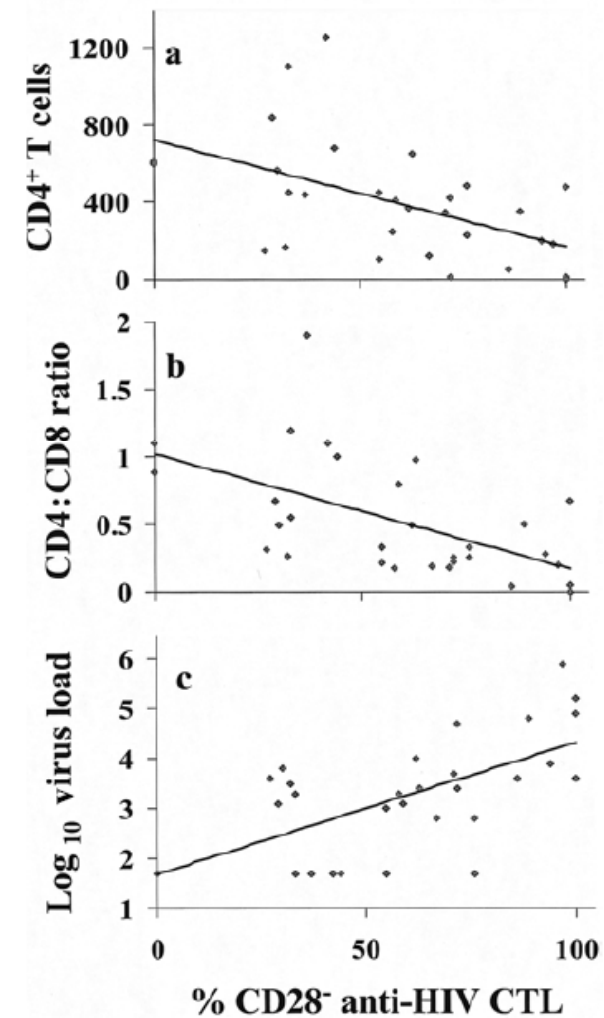 a
CD4⁺ T cells
1200
800
400
0
b
CD4:CD8 ratio
2
1.5
1
0.5
0
c
Log ₁₀ virus load
6
5
4
3
2
1
0 50 100
% CD28⁻ anti-HIV CTL